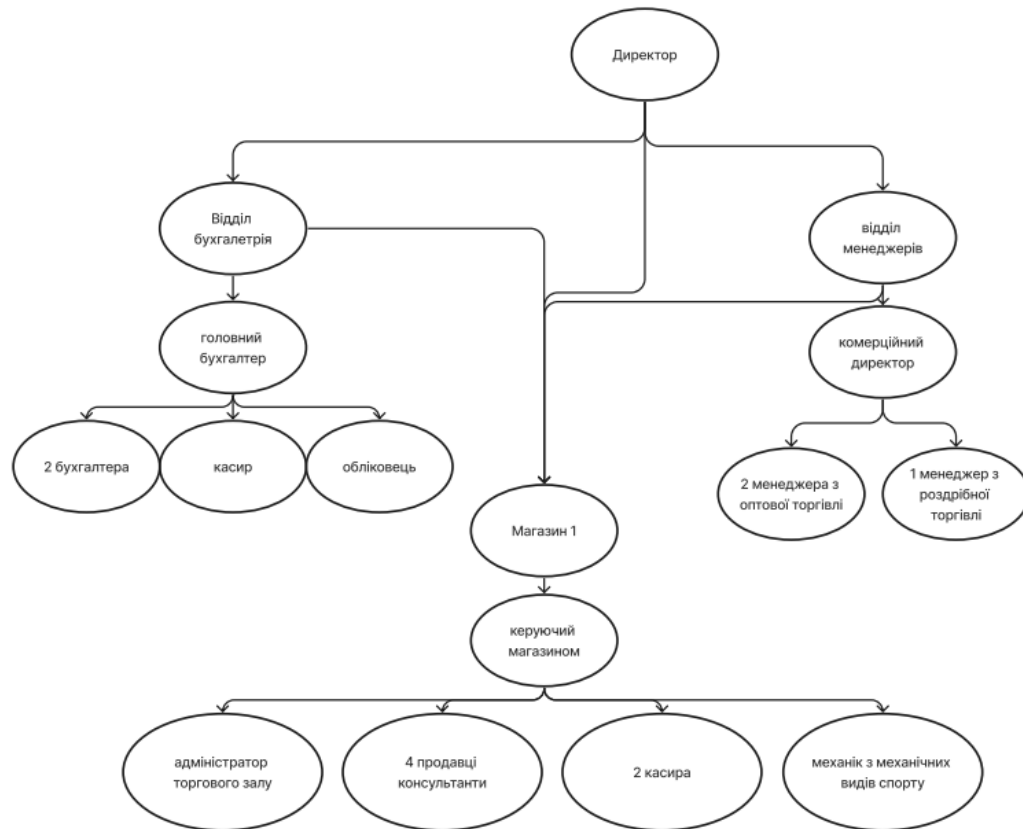 Директор
Відділ
бухгалетрія
відділ
менеджерів
головний
бухгалтер
комерційний
директор
2 бухгалтера
касир
обліковець
2 менеджера з
оптової торгівлі
1 менеджер з
роздрібної
торгівлі
Магазин 1
керуючий
магазином
адміністратор
торгового залу
4 продавці
консультанти
2 касира
механік з механічних
видів спорту